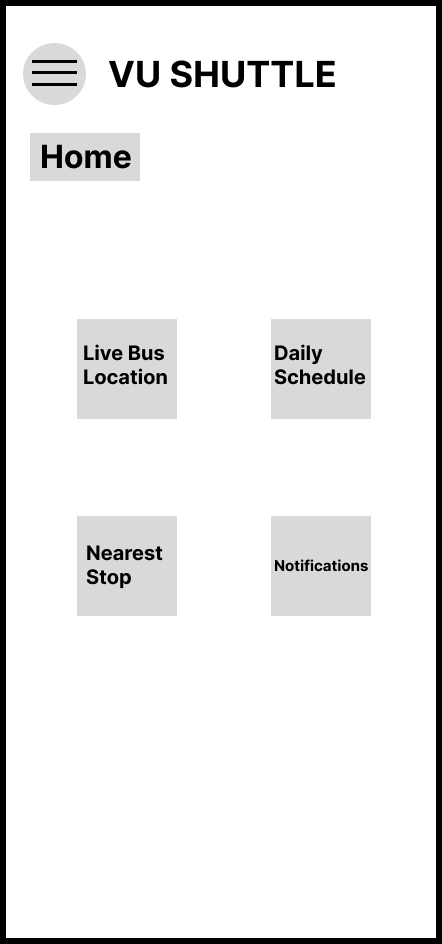 VU SHUTTLE
Home
Live Bus
Location
Daily
Schedule
Nearest
Stop
Notifications